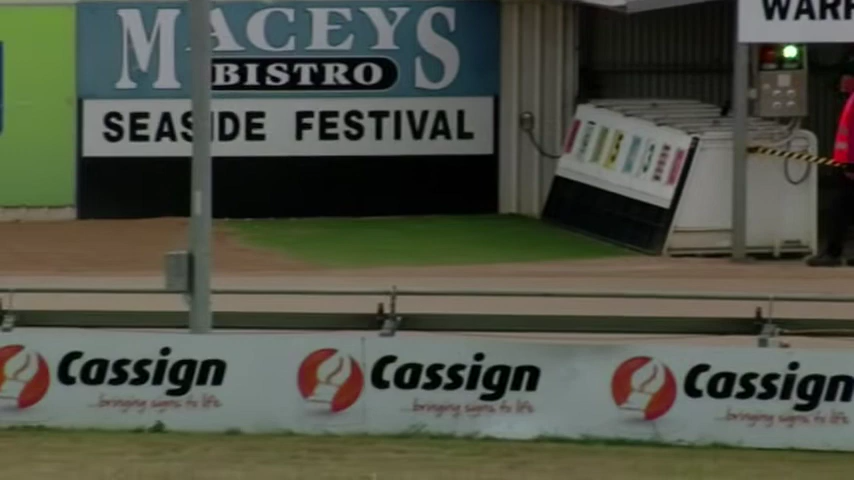 MACEYS
BISTRO
SEASIDE FESTIVAL
WARR
Cassign
...bringing signs to life
Cassign
...bringing signs to life
Cassign
...bringing signs to life